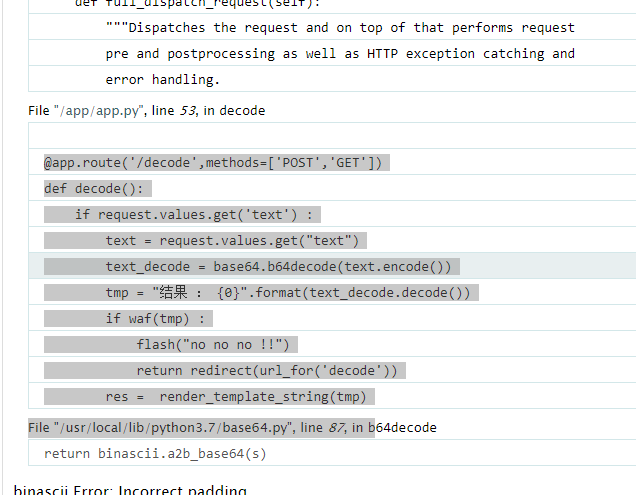 def full_dispatch_request(self):
"""Dispatches the request and on top of that performs request
pre and postprocessing as well as HTTP exception catching and
error handling.
File "/app/app.py", line 53, in decode
@app.route('/decode',methods=['POST','GET'])
def decode():
if request.values.get('text') :
text = request.values.get("text")
text_decode = base64.b64decode(text.encode())
tmp = "结果 : {0}".format(text_decode.decode())
if waf(tmp) :
flash("no no no !!")
return redirect(url_for('decode'))
res =  render_template_string(tmp)
File "/usr/local/lib/python3.7/base64.py", line 87, in b64decode
return binascii.a2b_base64(s)
binascii.Error: Incorrect padding